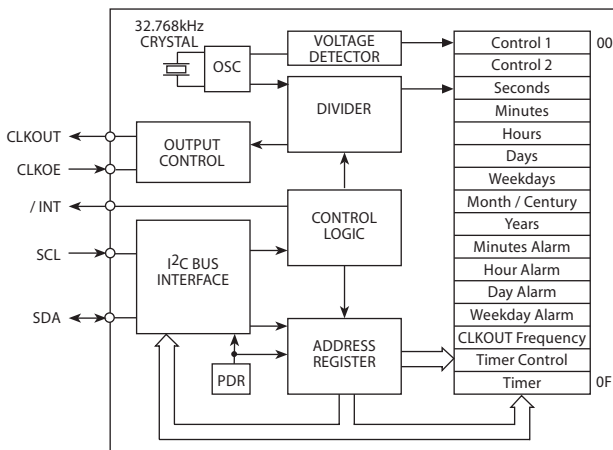 32.768kHz
CRYSTAL
OSC
VOLTAGE
DETECTOR
DIVIDER
CLKOUT
CLKOE
OUTPUT
CONTROL
/ INT
CONTROL
LOGIC
SCL
SDA
I2C BUS
INTERFACE
ADDRESS
REGISTER
PDR
Control 1
00
Control 2
Seconds
Minutes
Hours
Days
Weekdays
Month / Century
Years
Minutes Alarm
Hour Alarm
Day Alarm
Weekday Alarm
CLKOUT Frequency
Timer Control
Timer
0F